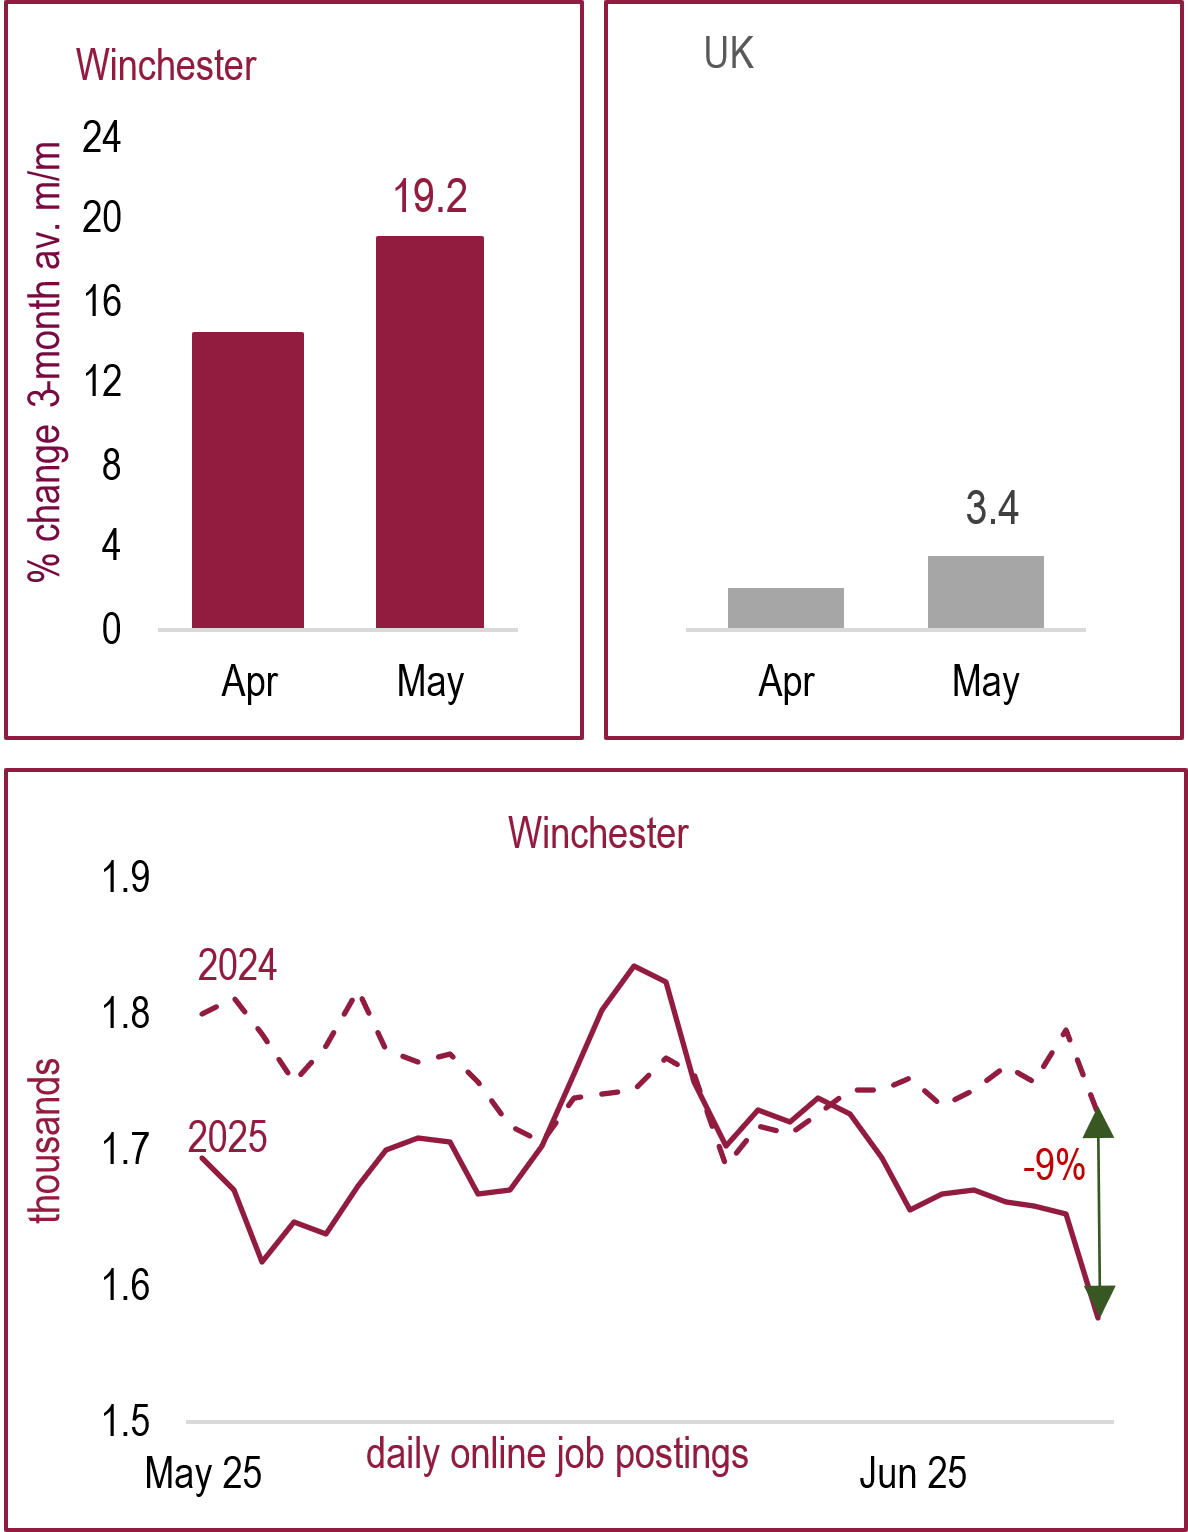 Winchester
% change 3-month av. m/m
24
20
16
12
8
4
0
19.2
Apr
May
UK
3.4
Apr
May
Winchester
thousands
1.9
1.8
1.7
1.6
1.5
2024
2025
-9%
May 25
daily online job postings
Jun 25